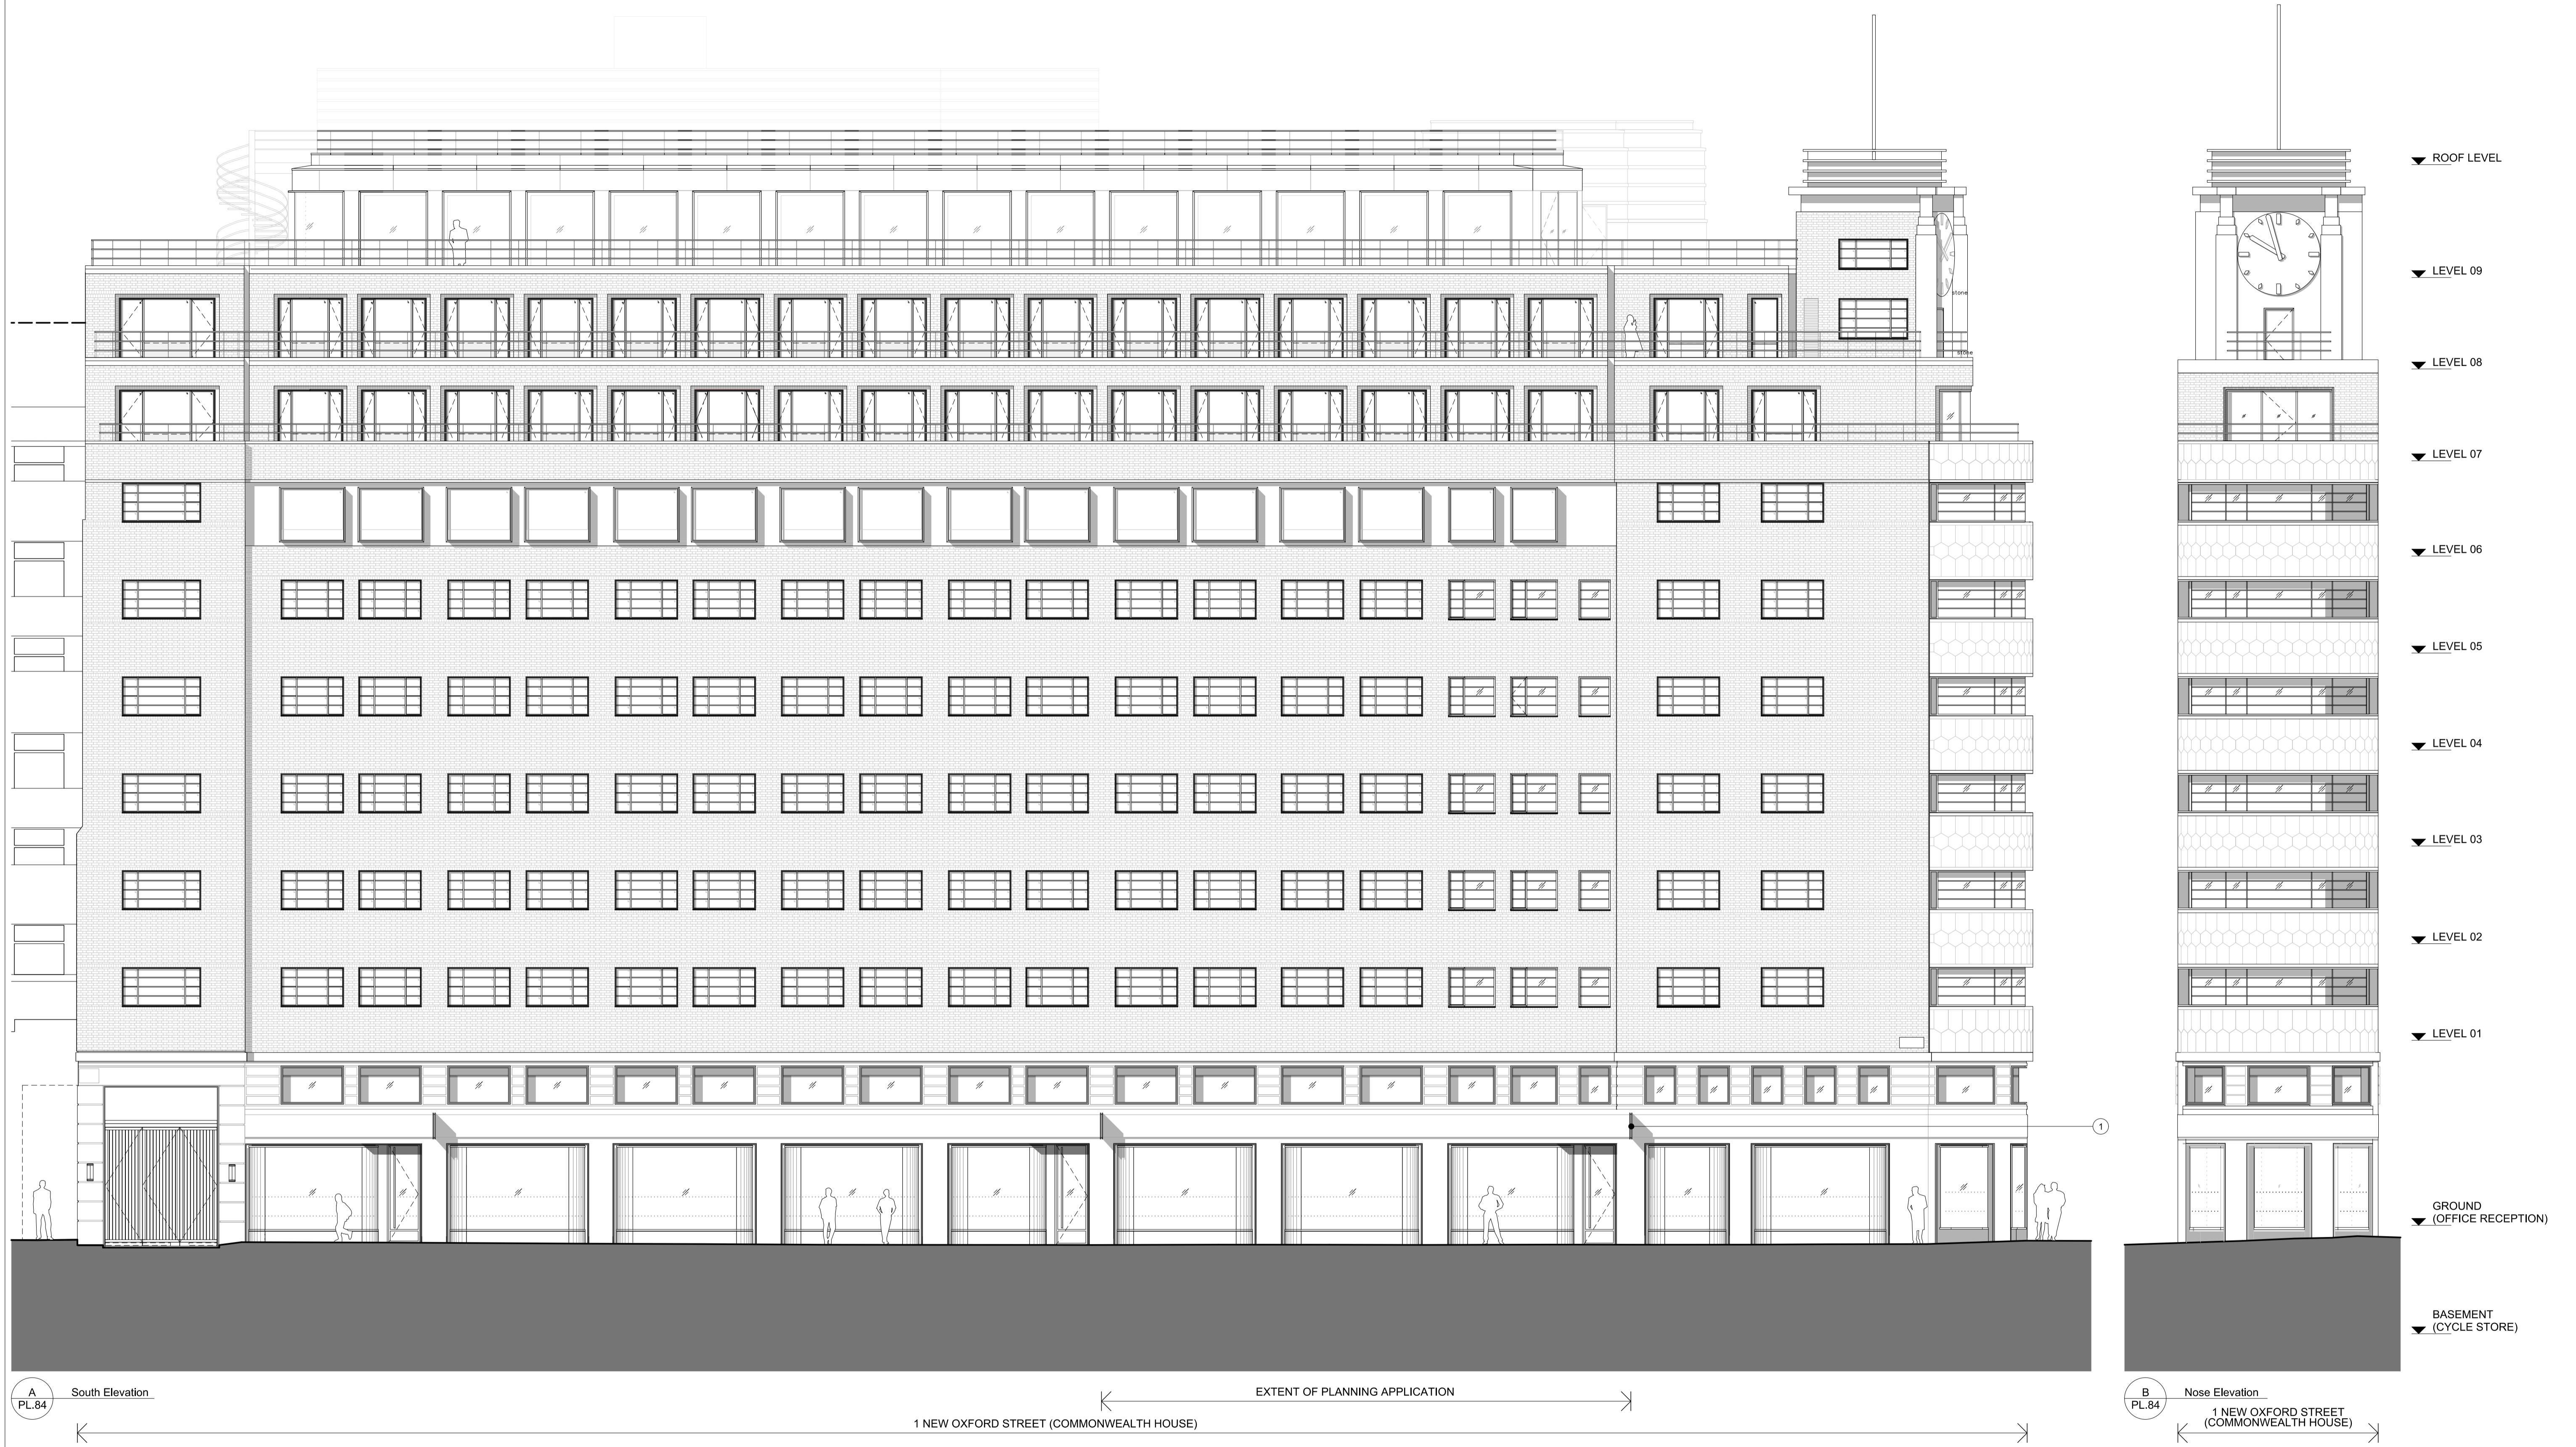 ROOF LEVEL
LEVEL 09
stone
stone
LEVEL 08
LEVEL 07
LEVEL 06
LEVEL 05
LEVEL 04
LEVEL 03
LEVEL 02
LEVEL 01
1
GROUND
(OFFICE RECEPTION)
BASEMENT
(CYCLE STORE)
A
PL.84
South Elevation
EXTENT OF PLANNING APPLICATION
1 NEW OXFORD STREET (COMMONWEALTH HOUSE)
B
PL.84
Nose Elevation
1 NEW OXFORD STREET
(COMMONWEALTH HOUSE)